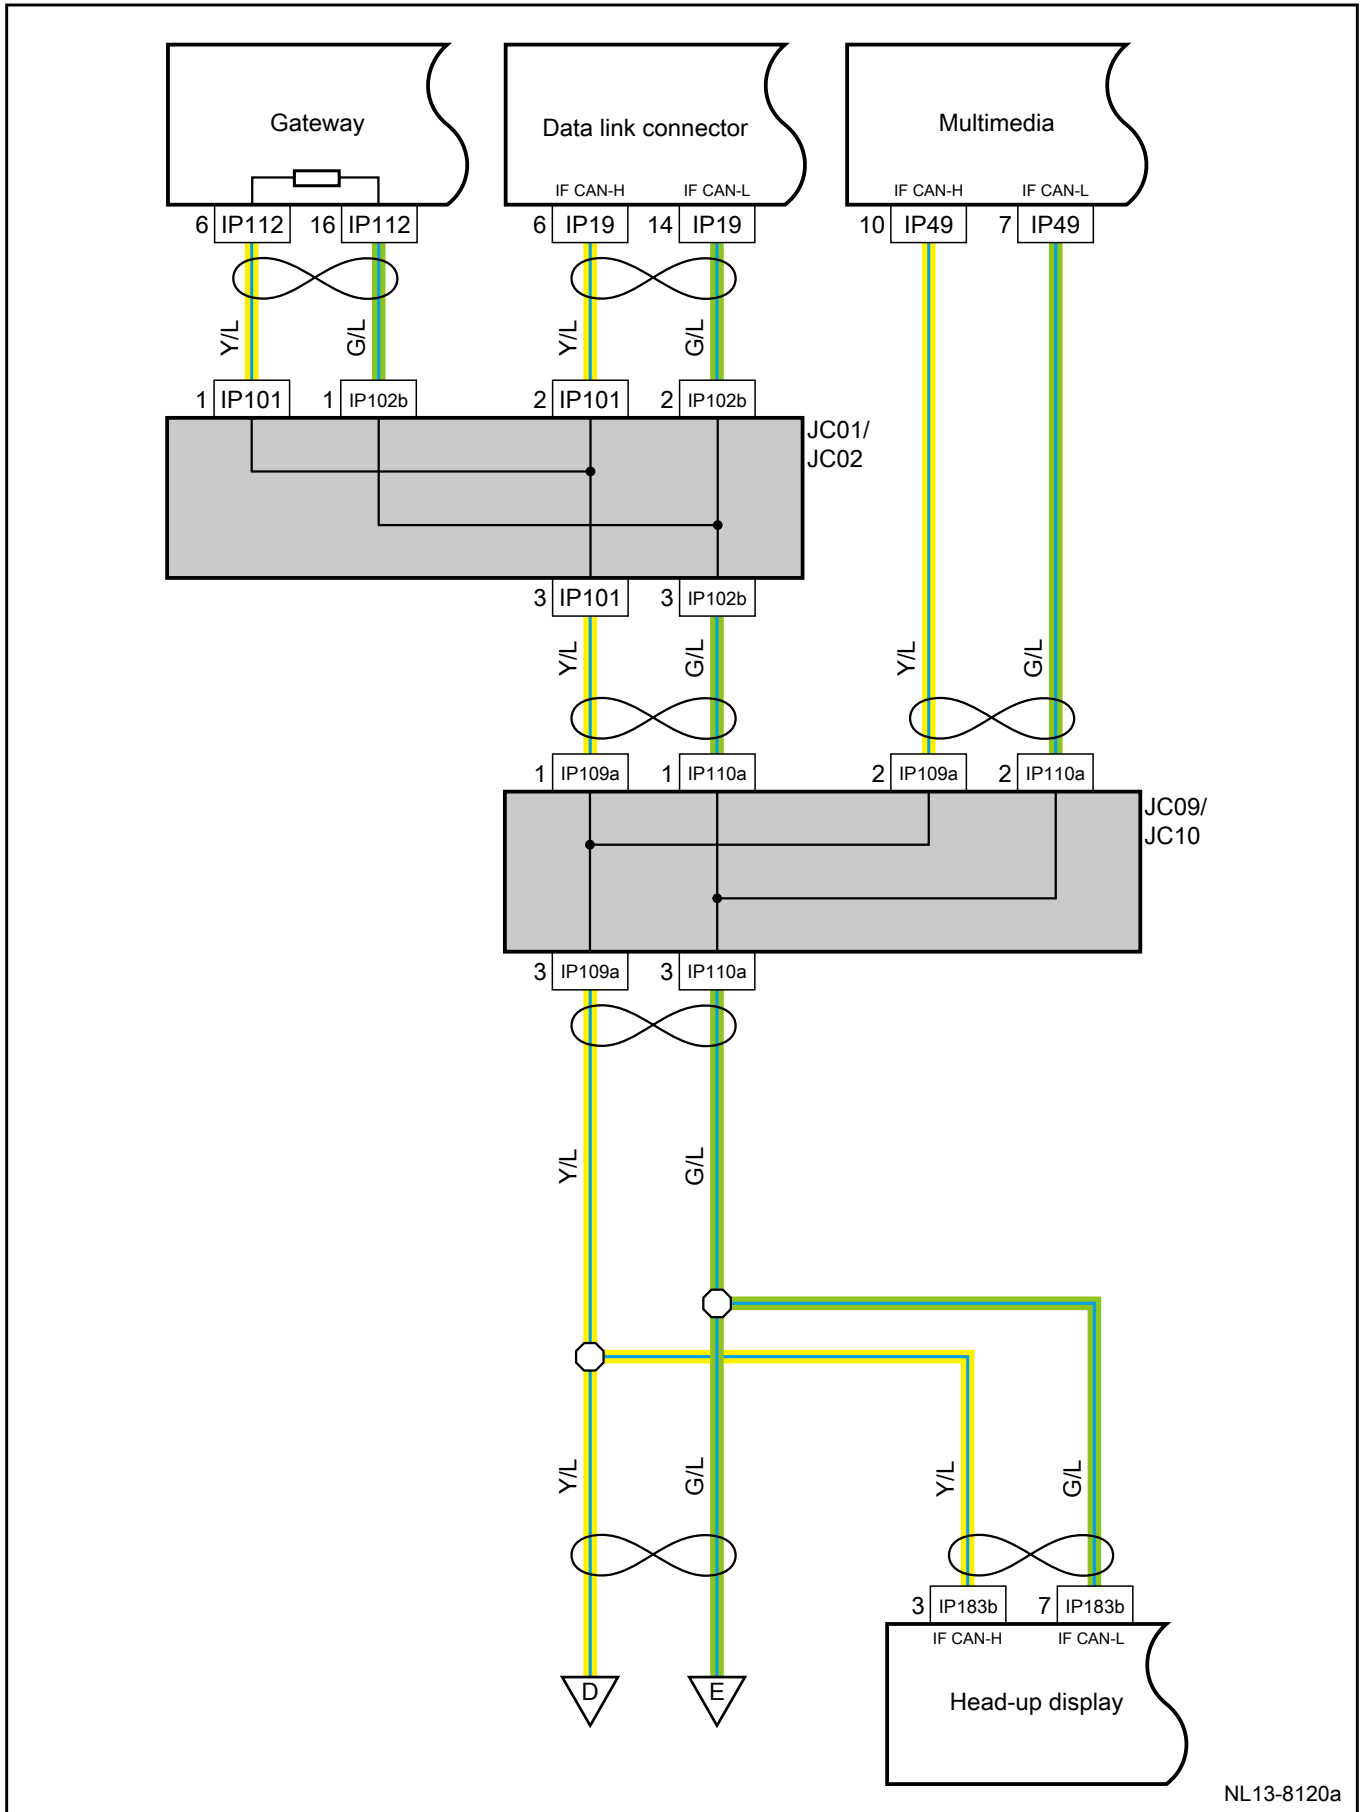 Gateway
Data link connector
Multimedia
IF CAN-H IF CAN-L IF CAN-H IF CAN-L
6 IP112 16 IP112 6 IP19 14 IP19 10 IP49 7 IP49
Y/L G/L Y/L G/L
1 IP101 1 IP102b 2 IP101 2 IP102b
JC01/
JC02
3 IP101 3 IP102b
Y/L G/L Y/L G/L
1 IP109a 1 IP110a 2 IP109a 2 IP110a
JC09/
JC10
3 IP109a 3 IP110a
Y/L G/L
Y/L G/L Y/L G/L
3 IP183b 7 IP183b
IF CAN-H IF CAN-L
D E
Head-up display
NL13-8120a